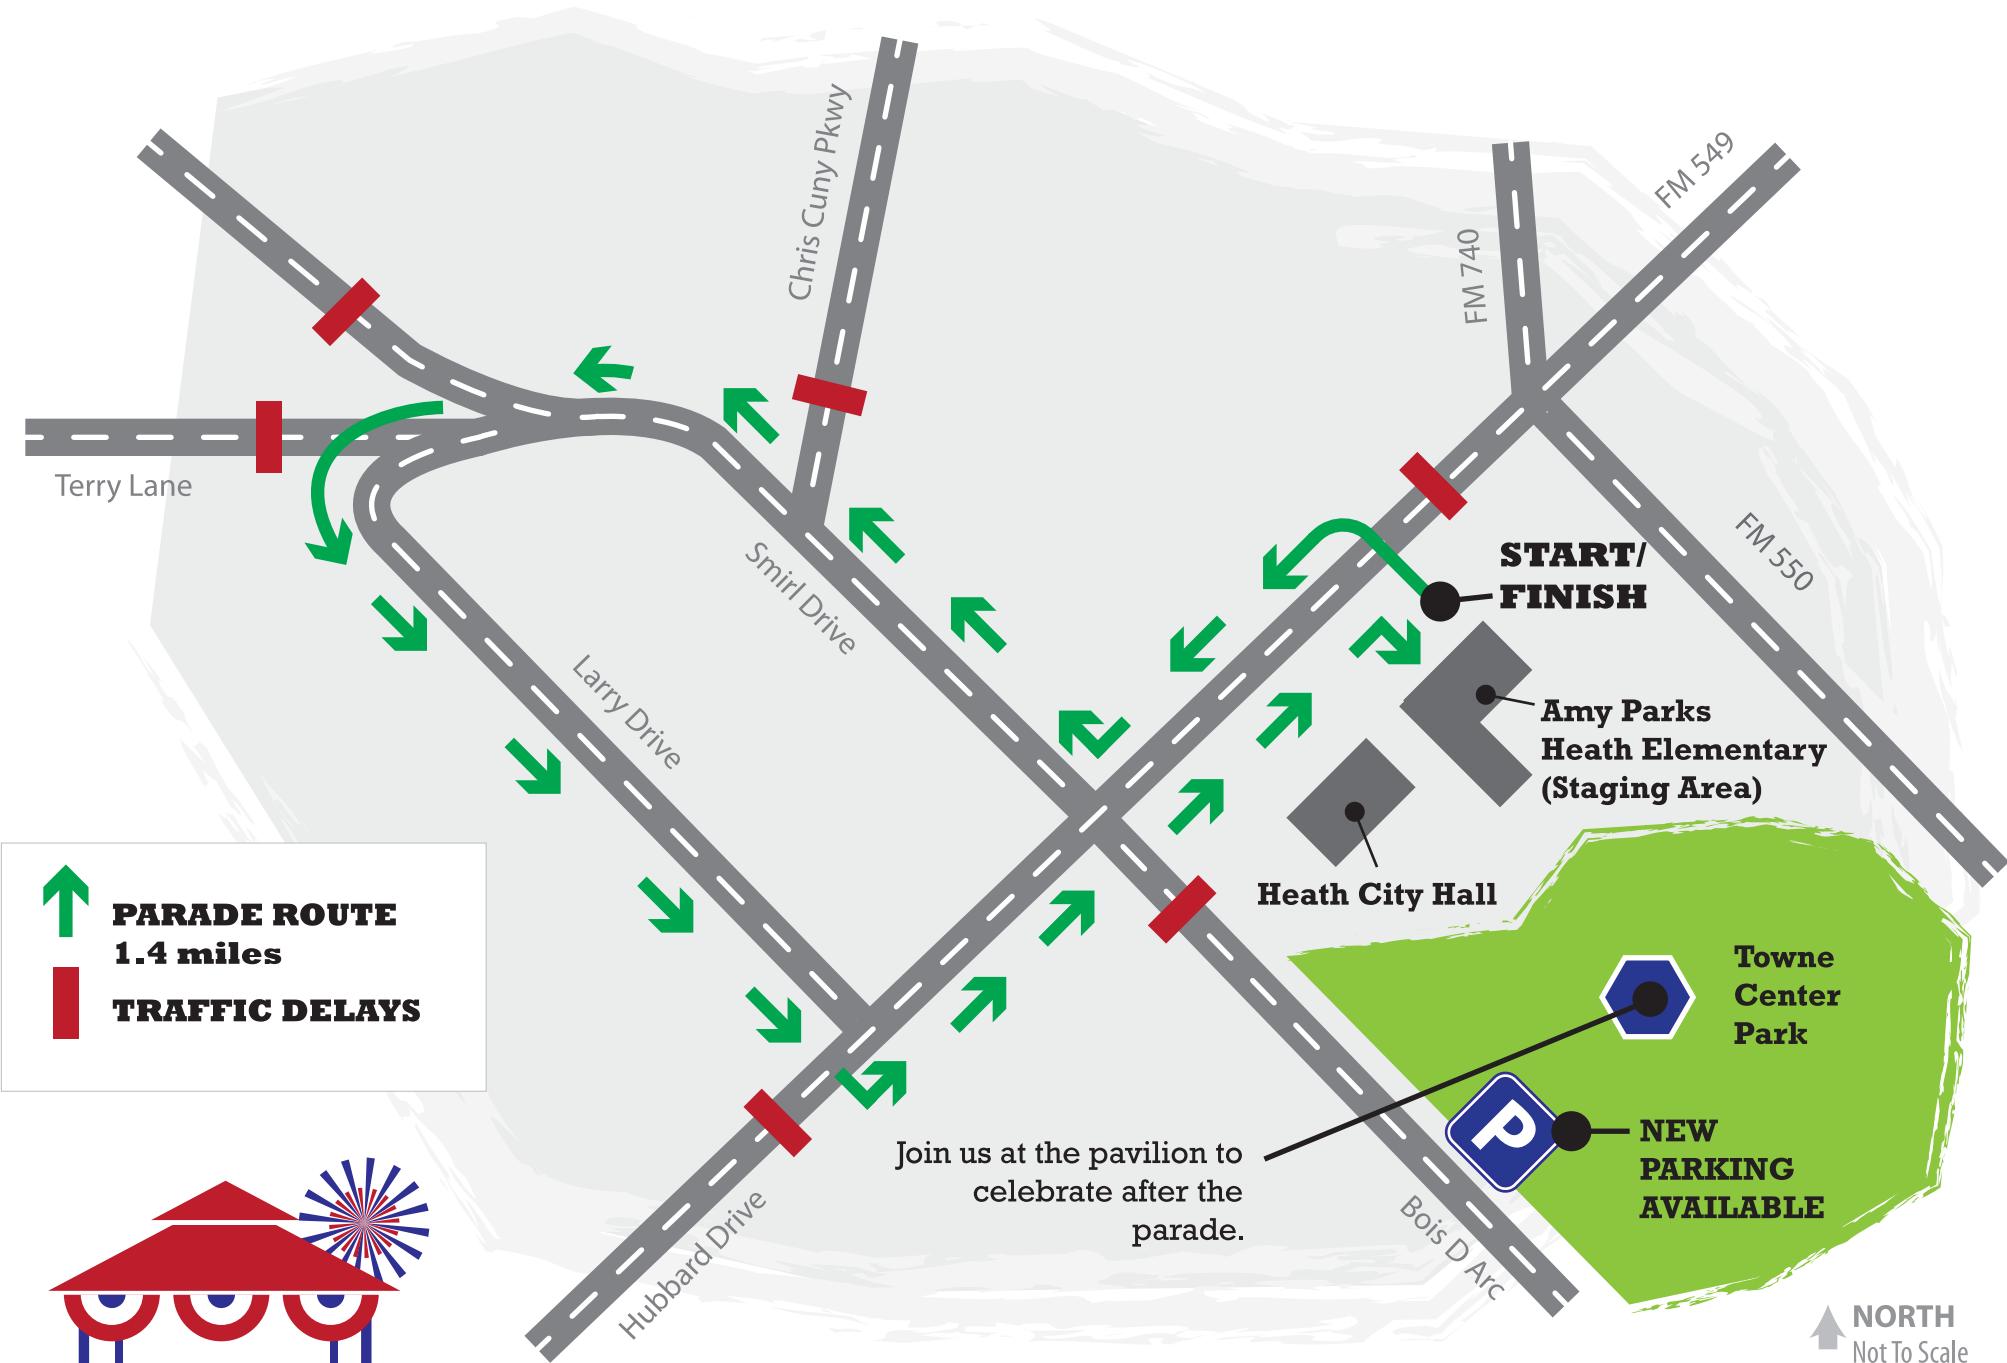 Chris Cuny Pkwy
FM 740
FM 549
Terry Lane
FM 550
START/
FINISH
Smirl Drive
Larry Drive
Amy Parks
Heath Elementary
(Staging Area)
Heath City Hall
PARADE ROUTE
1.4 miles
TRAFFIC DELAYS
Towne
Center
Park
P
NEW
PARKING
AVAILABLE
Join us at the pavilion to
celebrate after the
parade.
Hubbard Drive
Bois D Arc
NORTH
Not To Scale